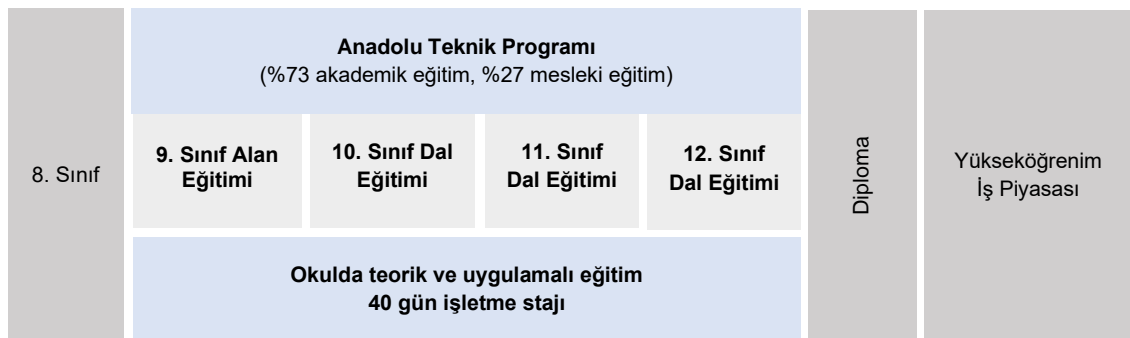 8. Sınıf
Anadolu Teknik Programı
(%73 akademik eğitim, %27 mesleki eğitim)
9. Sınıf Alan
Eğitimi
10. Sınıf Dal
Eğitimi
11. Sınıf
Dal Eğitimi
12. Sınıf
Dal Eğitimi
Okulda teorik ve uygulamalı eğitim
40 gün işletme stajı
Diploma
Yükseköğrenim
İş Piyasası